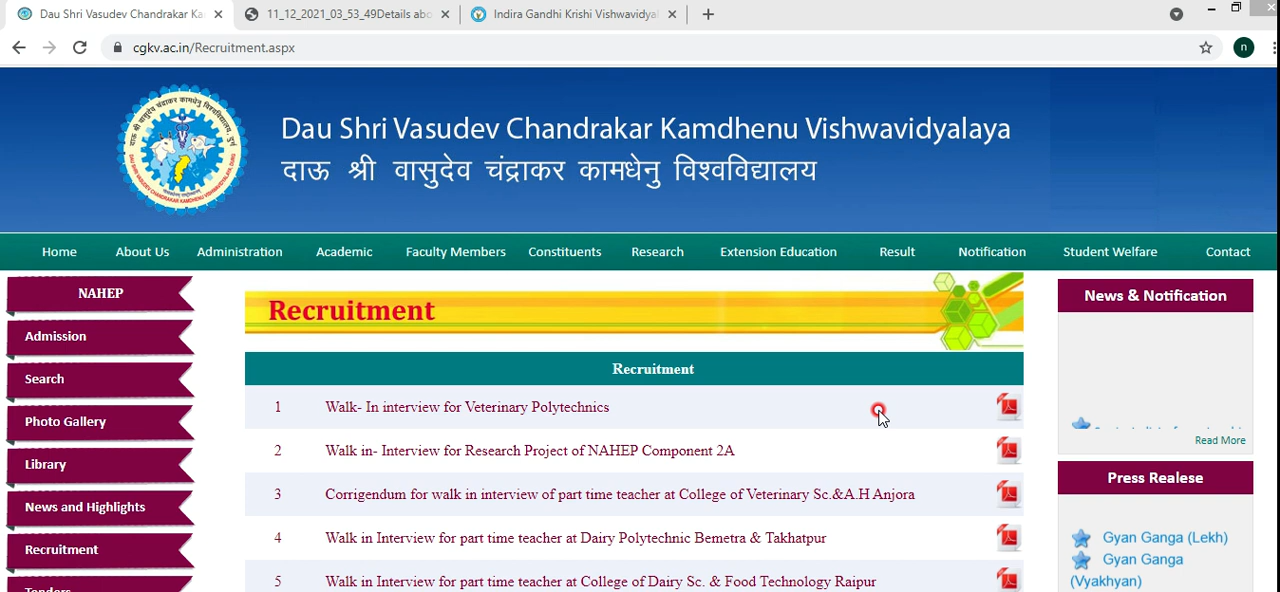 Dau Shri Vasudev Chandrakar Ka
11_12_2021_03_53_49Details abo
Indira Gandhi Krishi Vishwavidyal
cgkv.ac.in/Recruitment.aspx
n
Dau Shri Vasudev Chandrakar Kamdhenu Vishwavidyalaya
दाऊ श्री वासुदेव चंद्राकर कामधेनु विश्वविद्यालय
Home About Us Administration Academic Faculty Members Constituents Research Extension Education Result Notification Student Welfare Contact
NAHEP
Admission
Search
Photo Gallery
Library
News and Highlights
Recruitment
Tenders
Recruitment
Recruitment
1 Walk- In interview for Veterinary Polytechnics
2 Walk in- Interview for Research Project of NAHEP Component 2A
3 Corrigendum for walk in interview of part time teacher at College of Veterinary Sc.&A.H Anjora
4 Walk in Interview for part time teacher at Dairy Polytechnic Bemetra & Takhatpur
5 Walk in Interview for part time teacher at College of Dairy Sc. & Food Technology Raipur
News & Notification
Read More
Press Realese
Gyan Ganga (Lekh)
Gyan Ganga
(Vyakhyan)